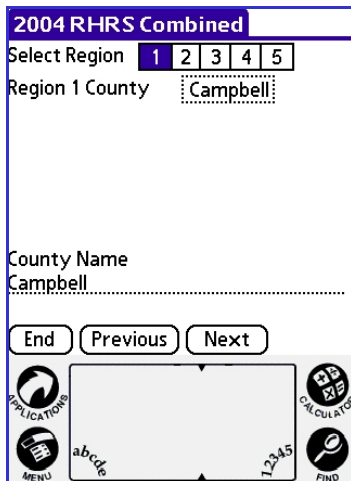 2004 RHRS Combined
Select Region 1 2 3 4 5
Region 1 County Campbell
County Name
Campbell
End Previous Next
APPLICATIONS
CALCULATOR
MENU
abcde
12345
FIND